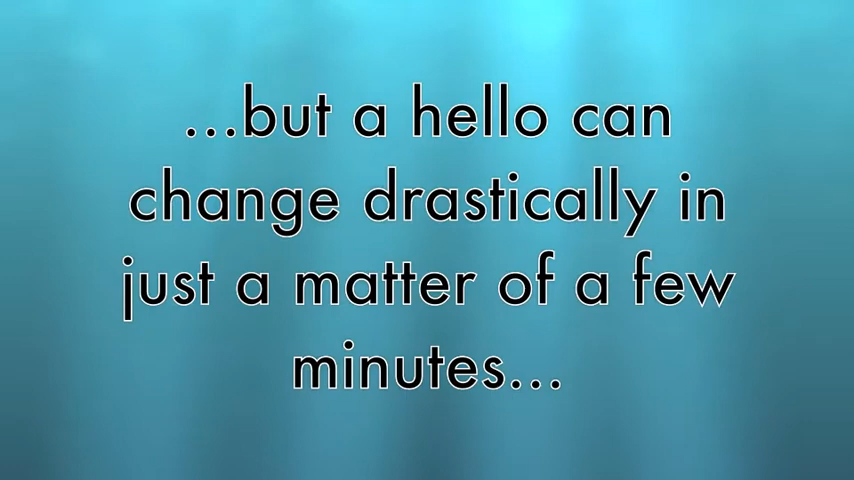 ...but a hello can
change drastically in
just a matter of a few
minutes...